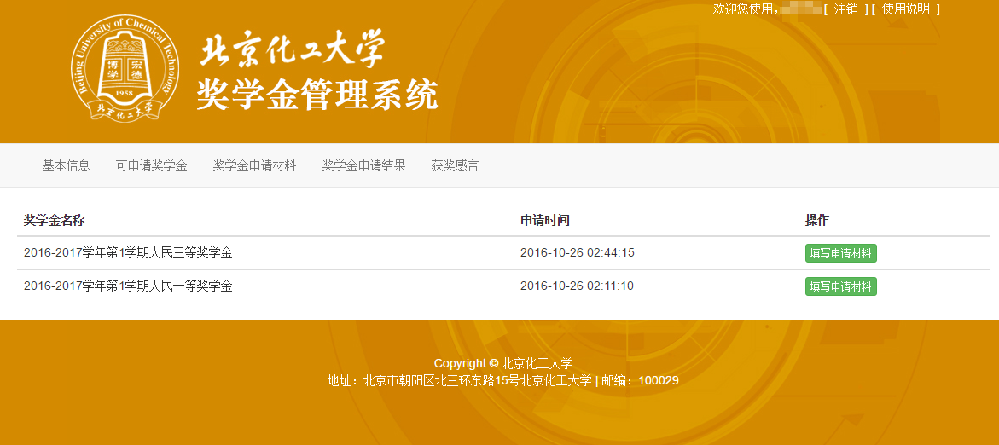 欢迎您使用， [ 注销 ] [ 使用说明 ]
Beijing University of Chemical Technology
博学 宏德
1958
北京化工大学
北京化工大学
奖学金管理系统
基本信息 可申请奖学金 奖学金申请材料 奖学金申请结果 获奖感言
奖学金名称 申请时间 操作
2016-2017学年第1学期人民三等奖学金 2016-10-26 02:44:15 填写申请材料
2016-2017学年第1学期人民一等奖学金 2016-10-26 02:11:10 填写申请材料
Copyright © 北京化工大学
地址：北京市朝阳区北三环东路15号北京化工大学 | 邮编：100029